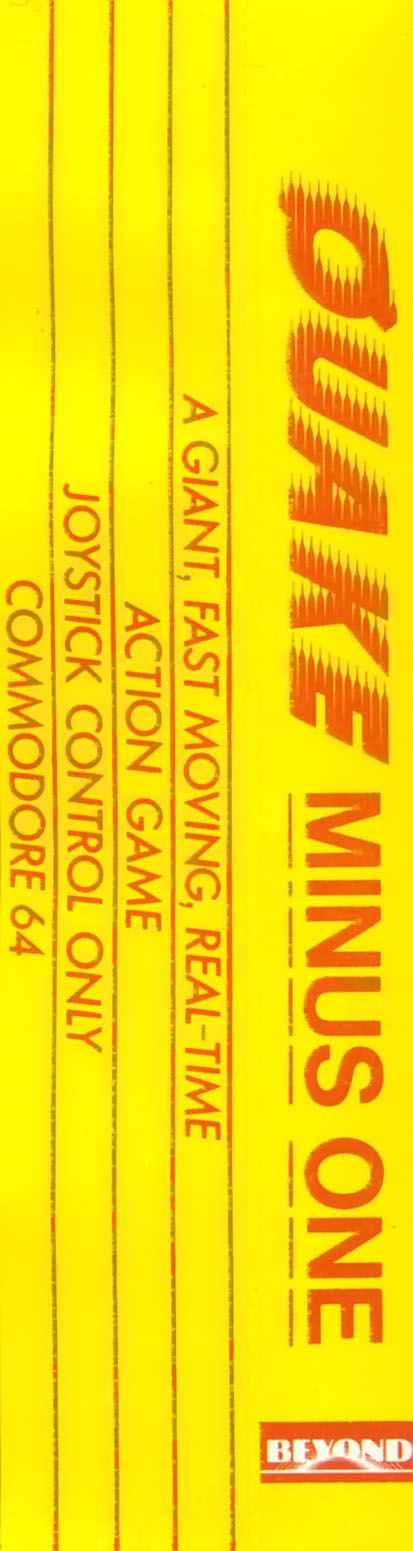 QUAKE MINUS ONE
BEYOND
A GIANT, FAST MOVING, REAL-TIME
ACTION GAME
JOYSTICK CONTROL ONLY
COMMODORE 64